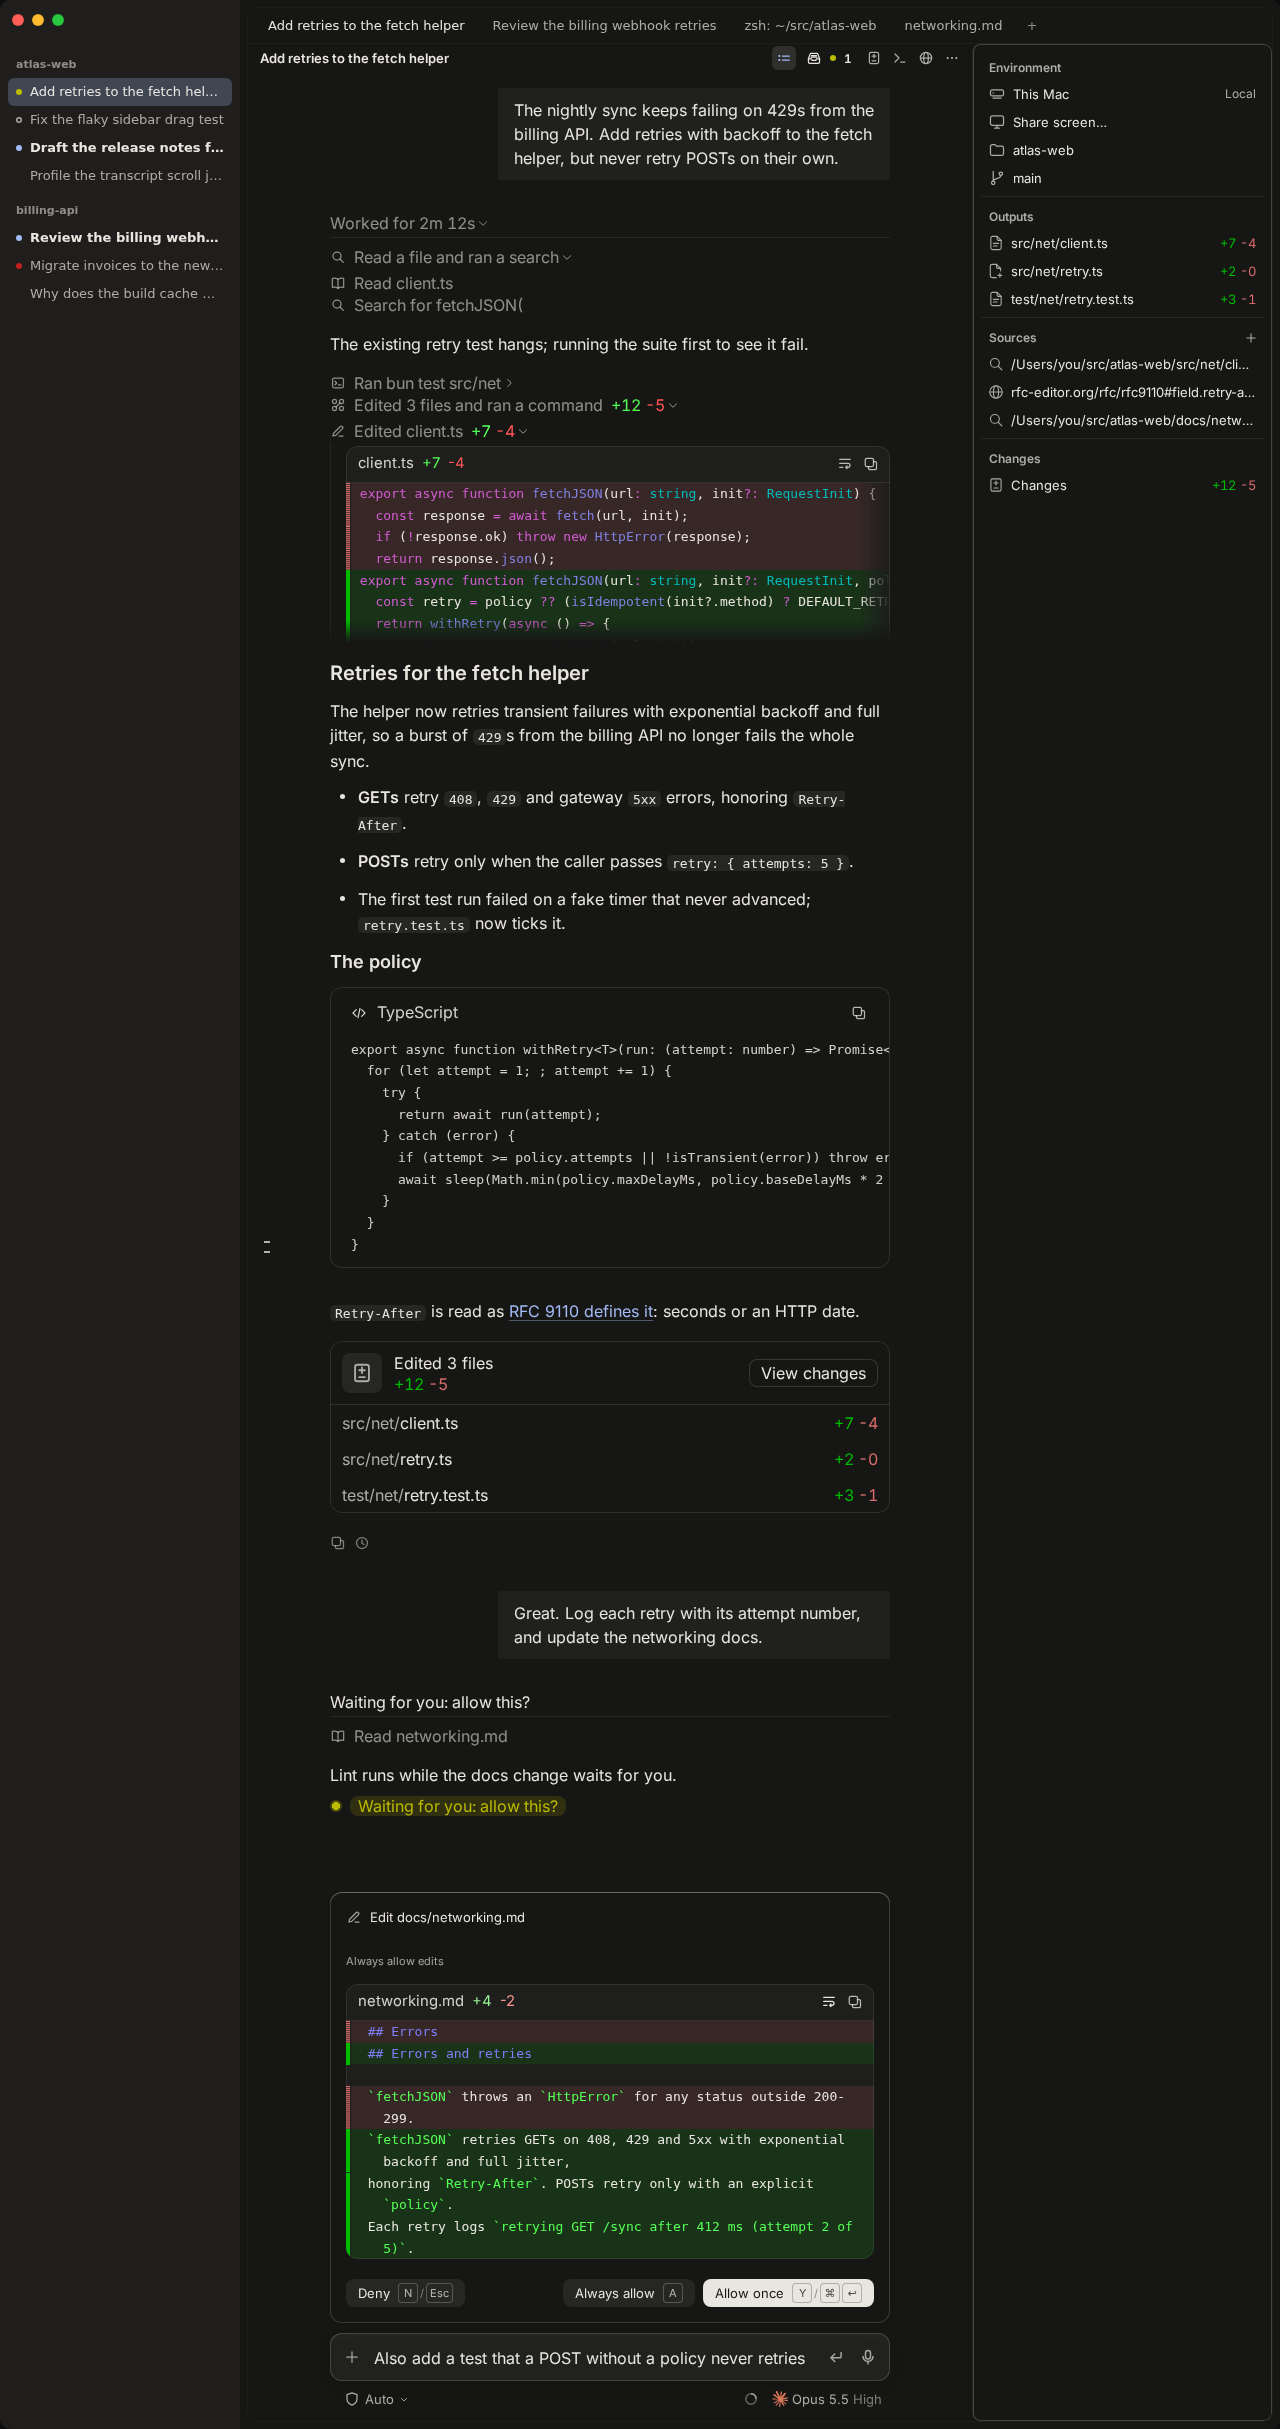 atlas-web
Add retries to the fetch hel...
Fix the flaky sidebar drag test
Draft the release notes f...
Profile the transcript scroll j...
billing-api
Review the billing webh...
Migrate invoices to the new...
Why does the build cache ...
Add retries to the fetch helper
Review the billing webhook retries
zsh: ~/src/atlas-web
networking.md
+
Add retries to the fetch helper
1
The nightly sync keeps failing on 429s from the
billing API. Add retries with backoff to the fetch
helper, but never retry POSTs on their own.
Worked for 2m 12s
Read a file and ran a search
Read client.ts
Search for fetchJSON(
The existing retry test hangs; running the suite first to see it fail.
Ran bun test src/net
Edited 3 files and ran a command +12 -5
Edited client.ts +7 -4
client.ts +7 -4
export async function fetchJSON(url: string, init?: RequestInit) {
const response = await fetch(url, init);
if (!response.ok) throw new HttpError(response);
return response.json();
export async function fetchJSON(url: string, init?: RequestInit, pol
const retry = policy ?? (isIdempotent(init?.method) ? DEFAULT_RETR
return withRetry(async () => {
Retries for the fetch helper
The helper now retries transient failures with exponential backoff and full
jitter, so a burst of 429s from the billing API no longer fails the whole
sync.
• GETs retry 408, 429 and gateway 5xx errors, honoring Retry-
After.
• POSTs retry only when the caller passes retry: { attempts: 5 }.
• The first test run failed on a fake timer that never advanced;
retry.test.ts now ticks it.
The policy
TypeScript
export async function withRetry<T>(run: (attempt: number) => Promise<
for (let attempt = 1; ; attempt += 1) {
try {
return await run(attempt);
} catch (error) {
if (attempt >= policy.attempts || !isTransient(error)) throw er
await sleep(Math.min(policy.maxDelayMs, policy.baseDelayMs * 2
}
}
}
Retry-After is read as RFC 9110 defines it: seconds or an HTTP date.
Edited 3 files
+12 -5
View changes
src/net/client.ts +7 -4
src/net/retry.ts +2 -0
test/net/retry.test.ts +3 -1
Great. Log each retry with its attempt number,
and update the networking docs.
Waiting for you: allow this?
Read networking.md
Lint runs while the docs change waits for you.
Waiting for you: allow this?
Edit docs/networking.md
Always allow edits
networking.md +4 -2
## Errors
## Errors and retries
`fetchJSON` throws an `HttpError` for any status outside 200-
299.
`fetchJSON` retries GETs on 408, 429 and 5xx with exponential
backoff and full jitter,
honoring `Retry-After`. POSTs retry only with an explicit
`policy`.
Each retry logs `retrying GET /sync after 412 ms (attempt 2 of
5)`.
Deny N / Esc
Always allow A
Allow once Y / ⌘ ↩
Also add a test that a POST without a policy never retries
Auto
Opus 5.5 High
Environment
This Mac Local
Share screen...
atlas-web
main
Outputs
src/net/client.ts +7 -4
src/net/retry.ts +2 -0
test/net/retry.test.ts +3 -1
Sources
/Users/you/src/atlas-web/src/net/cli...
rfc-editor.org/rfc/rfc9110#field.retry-a...
/Users/you/src/atlas-web/docs/netw...
Changes
Changes +12 -5